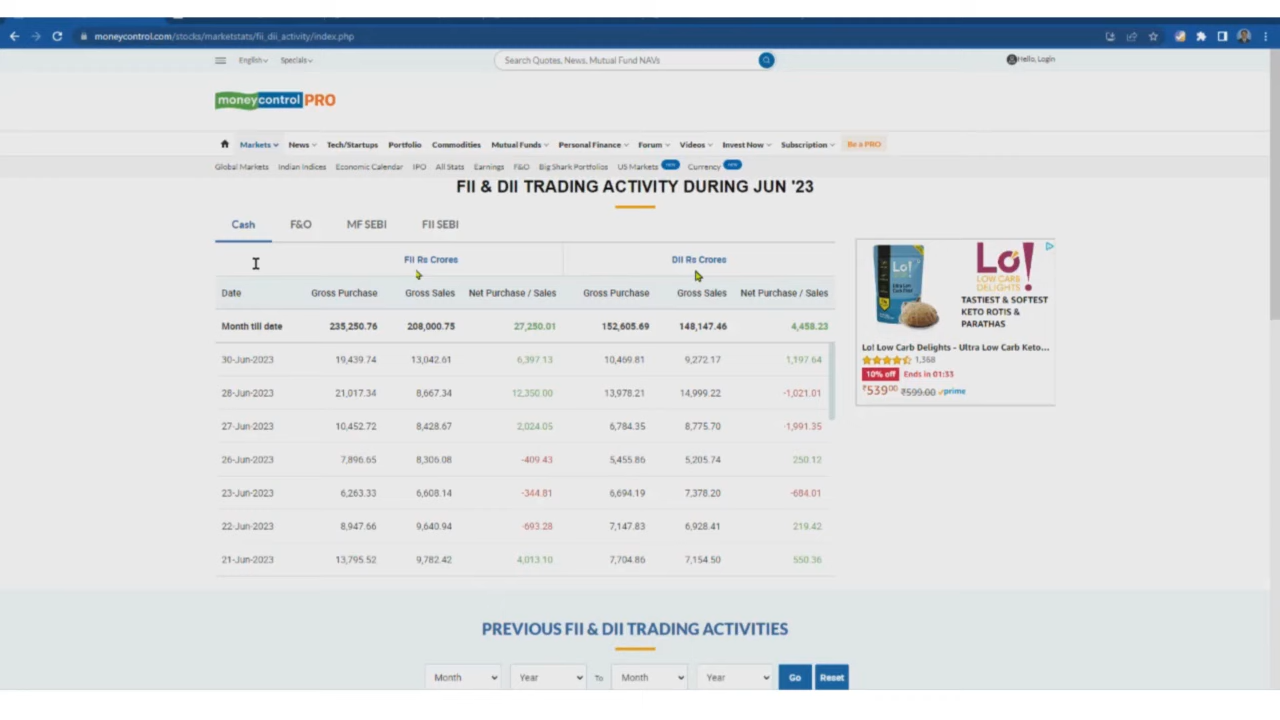 moneycontrol.com/stocks/marketstats/fii_dii_activity/index.php
English Specials Search Quotes, News, Mutual Fund NAVs Hello, Login
moneycontrol PRO
Markets News Tech/Startups Portfolio Commodities Mutual Funds Personal Finance Forum Videos Invest Now Subscription Be a PRO
Global Markets Indian Indices Economic Calendar IPO All Stats Earnings F&O Big Shark Portfolios US Markets new Currency new
FII & DII TRADING ACTIVITY DURING JUN '23
Cash F&O MF SEBI FII SEBI
FII Rs Crores DII Rs Crores
Date Gross Purchase Gross Sales Net Purchase / Sales Gross Purchase Gross Sales Net Purchase / Sales
Month till date 235,250.76 208,000.75 27,250.01 152,605.69 148,147.46 4,458.23
30-Jun-2023 19,439.74 13,042.61 6,397.13 10,469.81 9,272.17 1,197.64
28-Jun-2023 21,017.34 8,667.34 12,350.00 13,978.21 14,999.22 -1,021.01
27-Jun-2023 10,452.72 8,428.67 2,024.05 6,784.35 8,775.70 -1,991.35
26-Jun-2023 7,896.65 8,306.08 -409.43 5,455.86 5,205.74 250.12
23-Jun-2023 6,263.33 6,608.14 -344.81 6,694.19 7,378.20 -684.01
22-Jun-2023 8,947.66 9,640.94 -693.28 7,147.83 6,928.41 219.42
21-Jun-2023 13,795.52 9,782.42 4,013.10 7,704.86 7,154.50 550.36
Lo!
Lo!
LOW CARB
DELIGHTS
TASTIEST & SOFTEST
KETO ROTIS &
PARATHAS
Lo! Low Carb Delights - Ultra Low Carb Keto...
1,368
10% off Ends in 01:33
₹53900 ₹599.00 prime
PREVIOUS FII & DII TRADING ACTIVITIES
Month Year To Month Year Go Reset